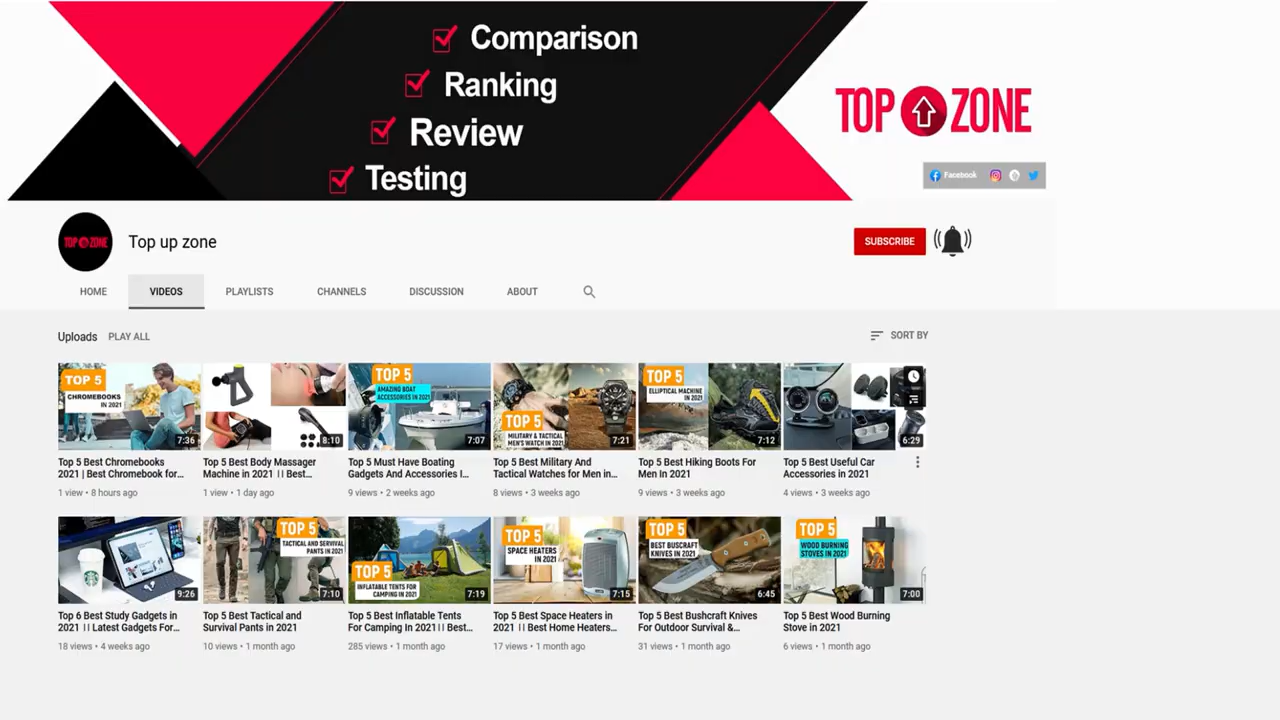 Comparison
Ranking
Review
Testing
TOP ZONE
Facebook
TOP ZONE
Top up zone
SUBSCRIBE
HOME VIDEOS PLAYLISTS CHANNELS DISCUSSION ABOUT
Uploads PLAY ALL
SORT BY
TOP 5
CHROMEBOOKS
IN 2021
7:36
8:10
TOP 5
AMAZING BOAT
ACCESSORIES IN 2021
7:07
TOP 5
MILITARY & TACTICAL
MEN'S WATCH IN 2021
7:21
TOP 5
ELLIPTICAL MACHINE
IN 2021
7:12
6:29
Top 5 Best Chromebooks
2021 | Best Chromebook for...
1 view • 8 hours ago
Top 5 Best Body Massager
Machine in 2021 || Best...
1 view • 1 day ago
Top 5 Must Have Boating
Gadgets And Accessories I...
9 views • 2 weeks ago
Top 5 Best Military And
Tactical Watches for Men in...
8 views • 3 weeks ago
Top 5 Best Hiking Boots For
Men In 2021
9 views • 3 weeks ago
Top 5 Best Useful Car
Accessories in 2021
4 views • 3 weeks ago
9:26
TOP 5
TACTICAL AND SURVIVAL
PANTS IN 2021
7:10
TOP 5
INFLATABLE TENTS FOR
CAMPING IN 2021
7:19
TOP 5
SPACE HEATERS
IN 2021
7:15
TOP 5
BEST BUSCRAFT
KNIVES IN 2021
6:45
TOP 5
WOOD BURNING
STOVES IN 2021
7:00
Top 6 Best Study Gadgets in
2021 || Latest Gadgets For...
18 views • 4 weeks ago
Top 5 Best Tactical and
Survival Pants in 2021
10 views • 1 month ago
Top 5 Best Inflatable Tents
For Camping In 2021|| Best...
285 views • 1 month ago
Top 5 Best Space Heaters in
2021 || Best Home Heaters...
17 views • 1 month ago
Top 5 Best Bushcraft Knives
For Outdoor Survival &...
31 views • 1 month ago
Top 5 Best Wood Burning
Stove in 2021
6 views • 1 month ago